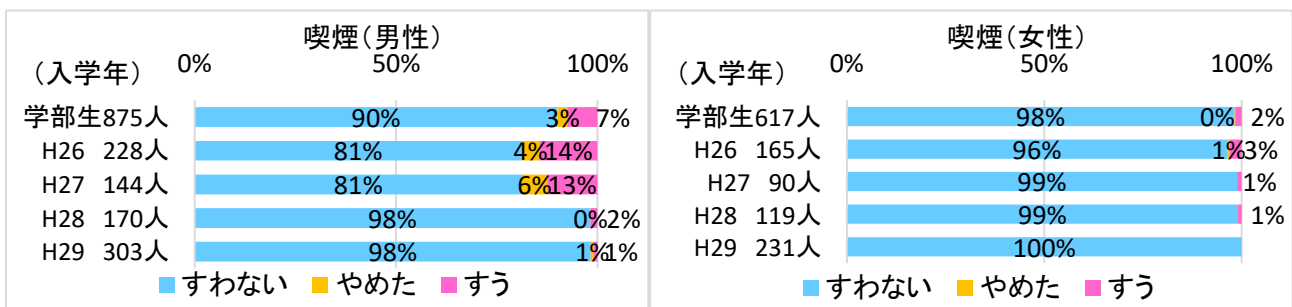 喫煙(男性)
0% 50% 100%
(入学年)
学部生875人 90% 3% 7%
H26 228人 81% 4% 14%
H27 144人 81% 6% 13%
H28 170人 98% 0% 2%
H29 303人 98% 1% 1%
すわない やめた すう
喫煙(女性)
0% 50% 100%
(入学年)
学部生617人 98% 0% 2%
H26 165人 96% 1% 3%
H27 90人 99% 1%
H28 119人 99% 1%
H29 231人 100%
すわない やめた すう